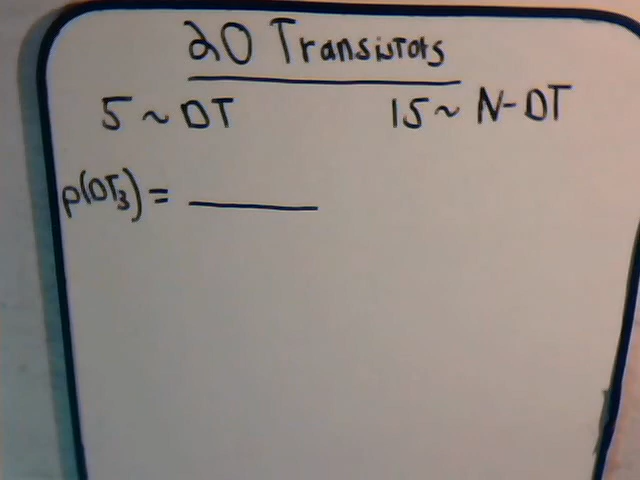 20 Transistors
5 ~ DT 15 ~ N-DT
p(DT₃) = ______